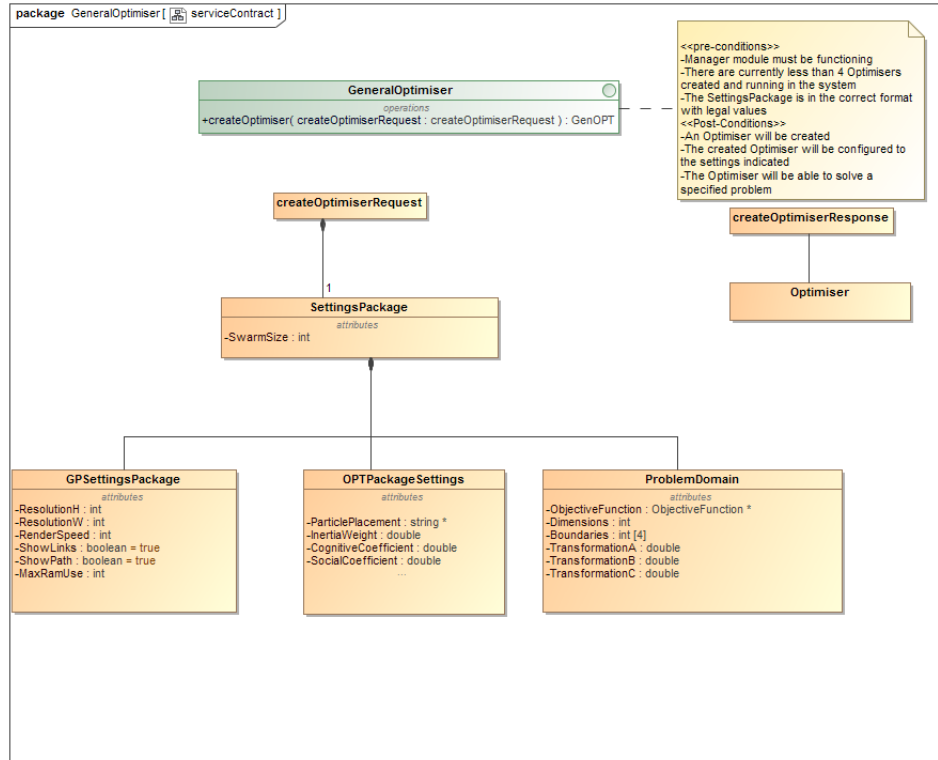 package GeneralOptimiser [ serviceContract ]
<<pre-conditions>>
-Manager module must be functioning
-There are currently less than 4 Optimisers
created and running in the system
-The SettingsPackage is in the correct format
with legal values
<<Post-Conditions>>
-An Optimiser will be created
-The created Optimiser will be configured to
the settings indicated
-The Optimiser will be able to solve a
specified problem
GeneralOptimiser
operations
+createOptimiser( createOptimiserRequest : createOptimiserRequest ) : GenOPT
createOptimiserRequest
createOptimiserResponse
Optimiser
1
SettingsPackage
attributes
-SwarmSize : int
GPSettingsPackage
attributes
-ResolutionH : int
-ResolutionW : int
-RenderSpeed : int
-ShowLinks : boolean = true
-ShowPath : boolean = true
-MaxRamUse : int
OPTPackageSettings
attributes
-ParticlePlacement : string *
-InertiaWeight : double
-CognitiveCoefficient : double
-SocialCoefficient : double
...
ProblemDomain
attributes
-ObjectiveFunction : ObjectiveFunction *
-Dimensions : int
-Boundaries : int [4]
-TransformationA : double
-TransformationB : double
-TransformationC : double